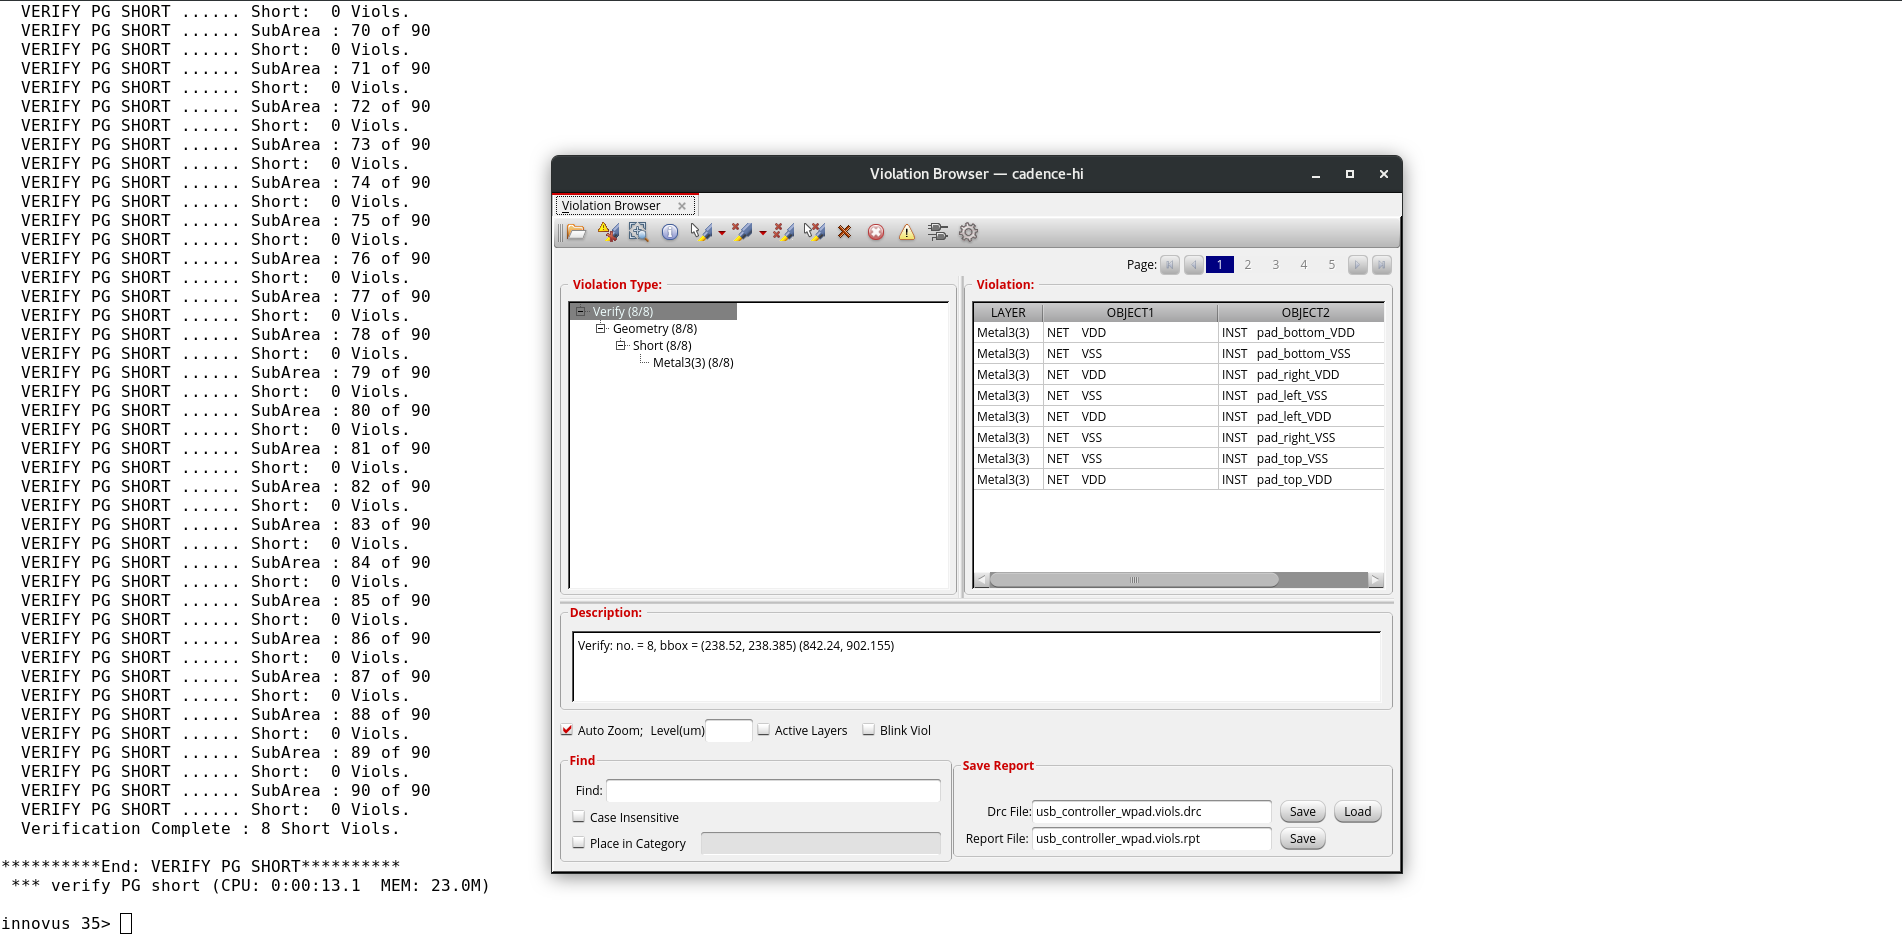 VERIFY PG SHORT ...... Short:  0 Viols.
VERIFY PG SHORT ...... SubArea : 70 of 90
VERIFY PG SHORT ...... Short:  0 Viols.
VERIFY PG SHORT ...... SubArea : 71 of 90
VERIFY PG SHORT ...... Short:  0 Viols.
VERIFY PG SHORT ...... SubArea : 72 of 90
VERIFY PG SHORT ...... Short:  0 Viols.
VERIFY PG SHORT ...... SubArea : 73 of 90
VERIFY PG SHORT ...... Short:  0 Viols.
VERIFY PG SHORT ...... SubArea : 74 of 90
VERIFY PG SHORT ...... Short:  0 Viols.
VERIFY PG SHORT ...... SubArea : 75 of 90
VERIFY PG SHORT ...... Short:  0 Viols.
VERIFY PG SHORT ...... SubArea : 76 of 90
VERIFY PG SHORT ...... Short:  0 Viols.
VERIFY PG SHORT ...... SubArea : 77 of 90
VERIFY PG SHORT ...... Short:  0 Viols.
VERIFY PG SHORT ...... SubArea : 78 of 90
VERIFY PG SHORT ...... Short:  0 Viols.
VERIFY PG SHORT ...... SubArea : 79 of 90
VERIFY PG SHORT ...... Short:  0 Viols.
VERIFY PG SHORT ...... SubArea : 80 of 90
VERIFY PG SHORT ...... Short:  0 Viols.
VERIFY PG SHORT ...... SubArea : 81 of 90
VERIFY PG SHORT ...... Short:  0 Viols.
VERIFY PG SHORT ...... SubArea : 82 of 90
VERIFY PG SHORT ...... Short:  0 Viols.
VERIFY PG SHORT ...... SubArea : 83 of 90
VERIFY PG SHORT ...... Short:  0 Viols.
VERIFY PG SHORT ...... SubArea : 84 of 90
VERIFY PG SHORT ...... Short:  0 Viols.
VERIFY PG SHORT ...... SubArea : 85 of 90
VERIFY PG SHORT ...... Short:  0 Viols.
VERIFY PG SHORT ...... SubArea : 86 of 90
VERIFY PG SHORT ...... Short:  0 Viols.
VERIFY PG SHORT ...... SubArea : 87 of 90
VERIFY PG SHORT ...... Short:  0 Viols.
VERIFY PG SHORT ...... SubArea : 88 of 90
VERIFY PG SHORT ...... Short:  0 Viols.
VERIFY PG SHORT ...... SubArea : 89 of 90
VERIFY PG SHORT ...... Short:  0 Viols.
VERIFY PG SHORT ...... SubArea : 90 of 90
VERIFY PG SHORT ...... Short:  0 Viols.
Verification Complete : 8 Short Viols.
**********End: VERIFY PG SHORT**********
*** verify PG short (CPU: 0:00:13.1  MEM: 23.0M)
innovus 35>
Violation Browser — cadence-hi
Violation Browser
Page: 1 2 3 4 5
Violation Type:
Verify (8/8)
Geometry (8/8)
Short (8/8)
Metal3(3) (8/8)
Violation:
LAYER OBJECT1 OBJECT2
Metal3(3) NET VDD INST pad_bottom_VDD
Metal3(3) NET VSS INST pad_bottom_VSS
Metal3(3) NET VDD INST pad_right_VDD
Metal3(3) NET VSS INST pad_left_VSS
Metal3(3) NET VDD INST pad_left_VDD
Metal3(3) NET VSS INST pad_right_VSS
Metal3(3) NET VSS INST pad_top_VSS
Metal3(3) NET VDD INST pad_top_VDD
Description:
Verify: no. = 8, bbox = (238.52, 238.385) (842.24, 902.155)
Auto Zoom; Level(um) Active Layers Blink Viol
Find
Find:
Case Insensitive
Place in Category
Save Report
Drc File: usb_controller_wpad.viols.drc Save Load
Report File: usb_controller_wpad.viols.rpt Save